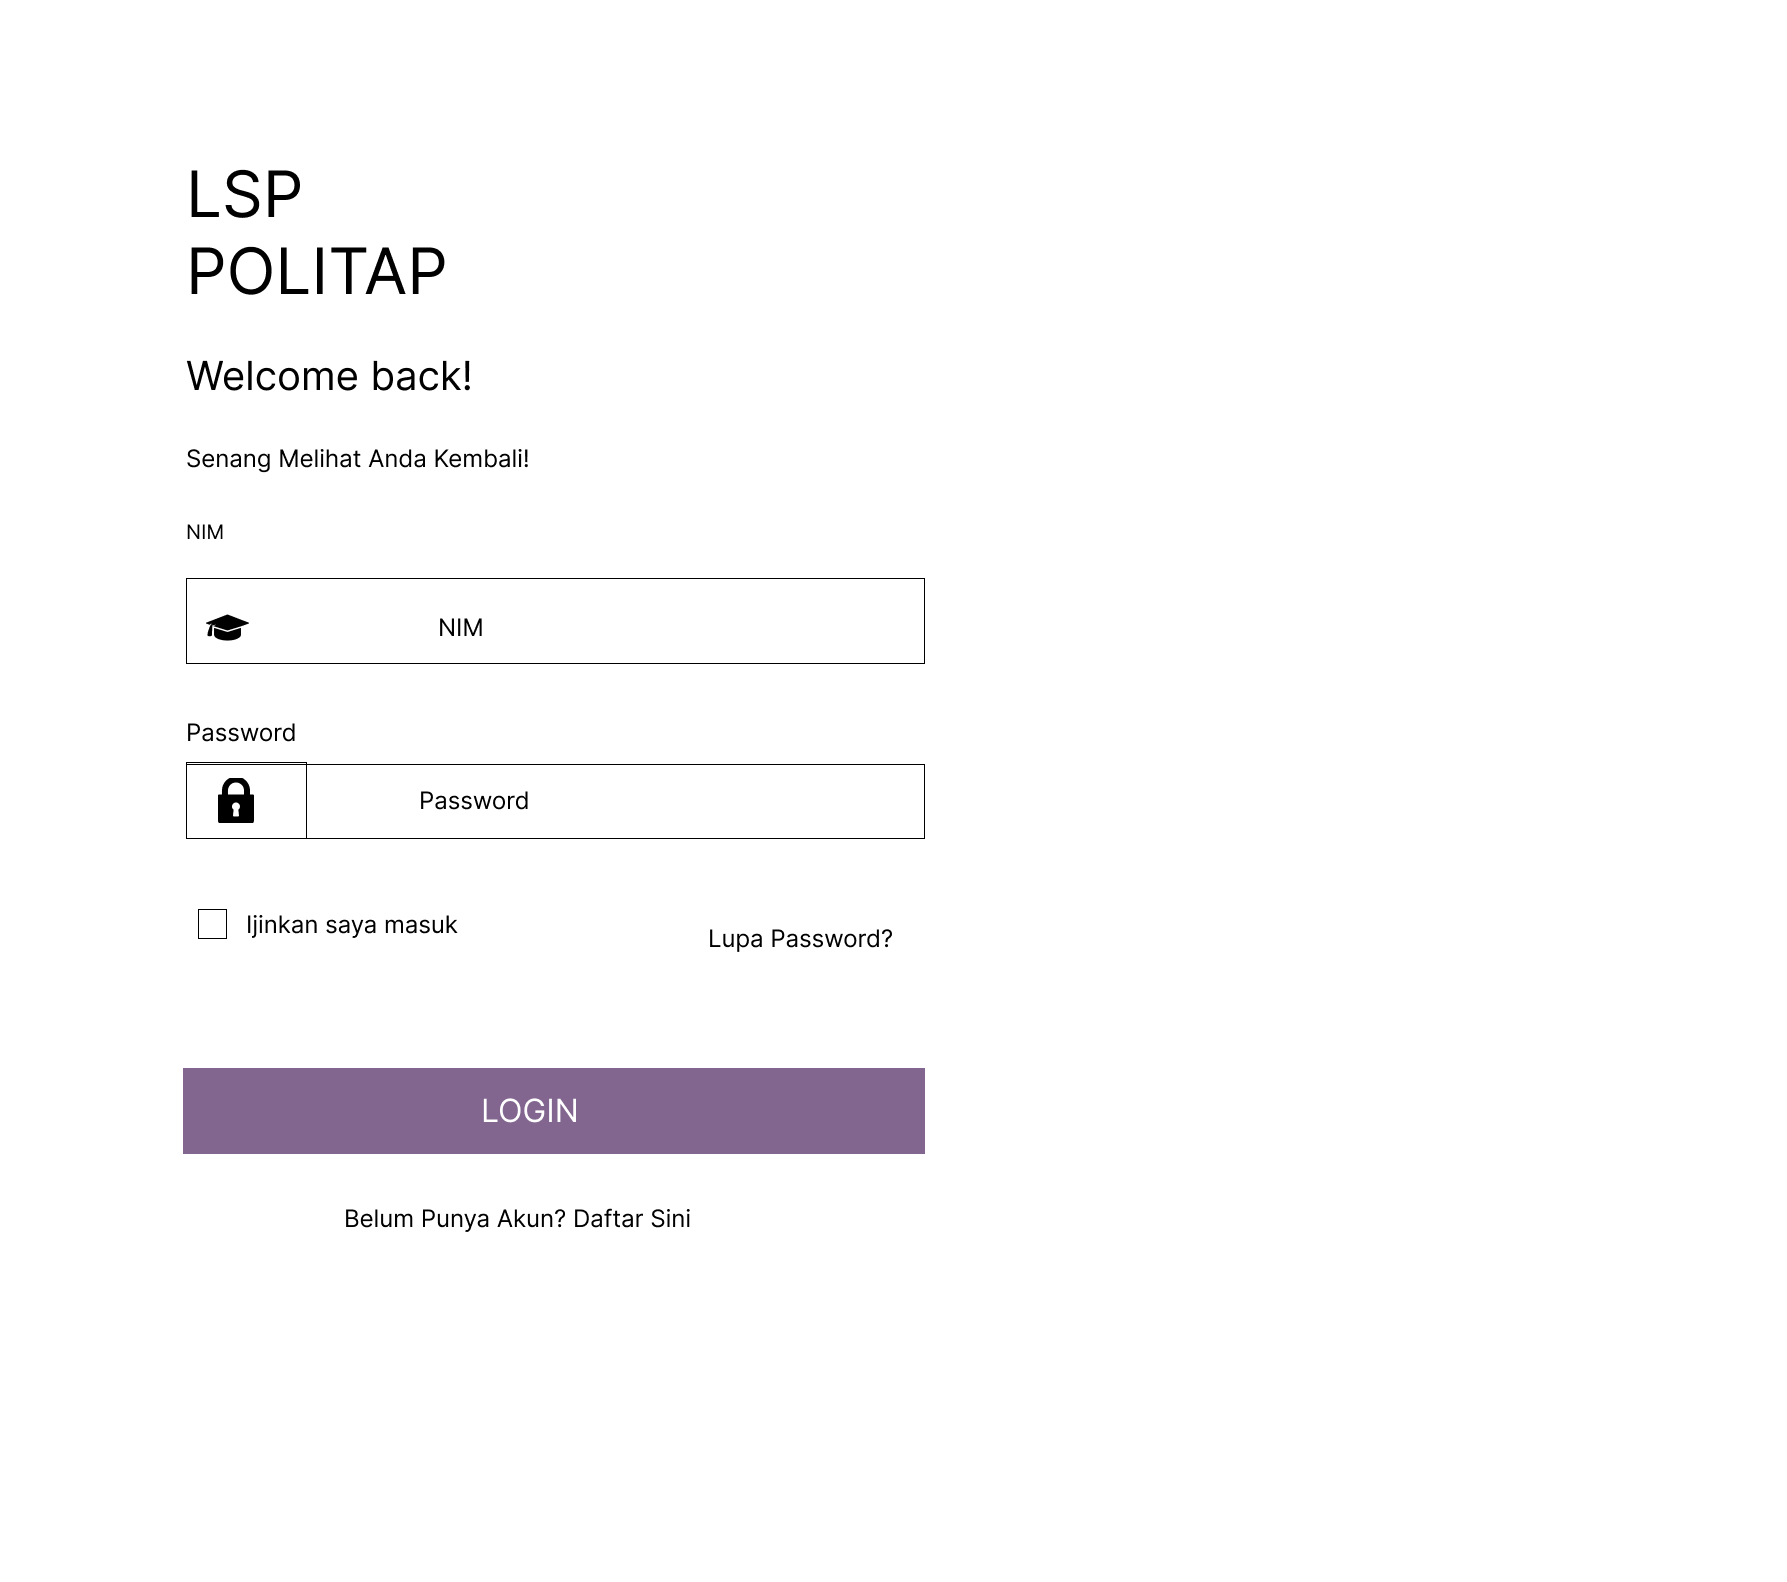 LSP
POLITAP
Welcome back!
Senang Melihat Anda Kembali!
NIM
NIM
Password
Password
Ijinkan saya masuk
Lupa Password?
LOGIN
Belum Punya Akun? Daftar Sini